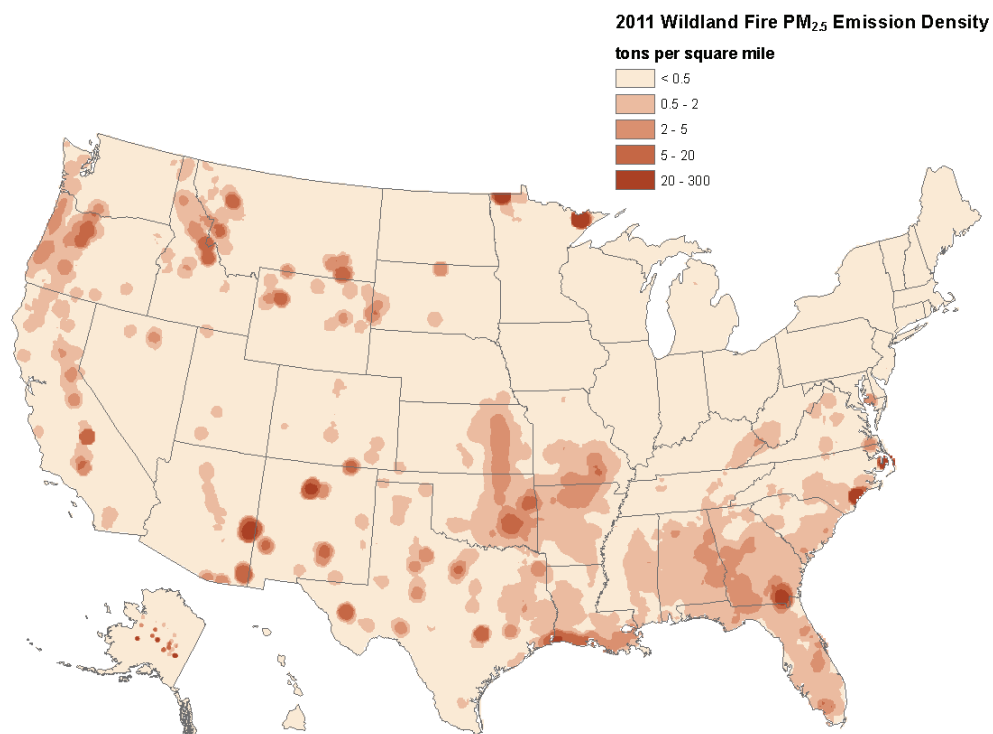 2011 Wildland Fire PM2.5 Emission Density
tons per square mile
< 0.5
0.5 - 2
2 - 5
5 - 20
20 - 300